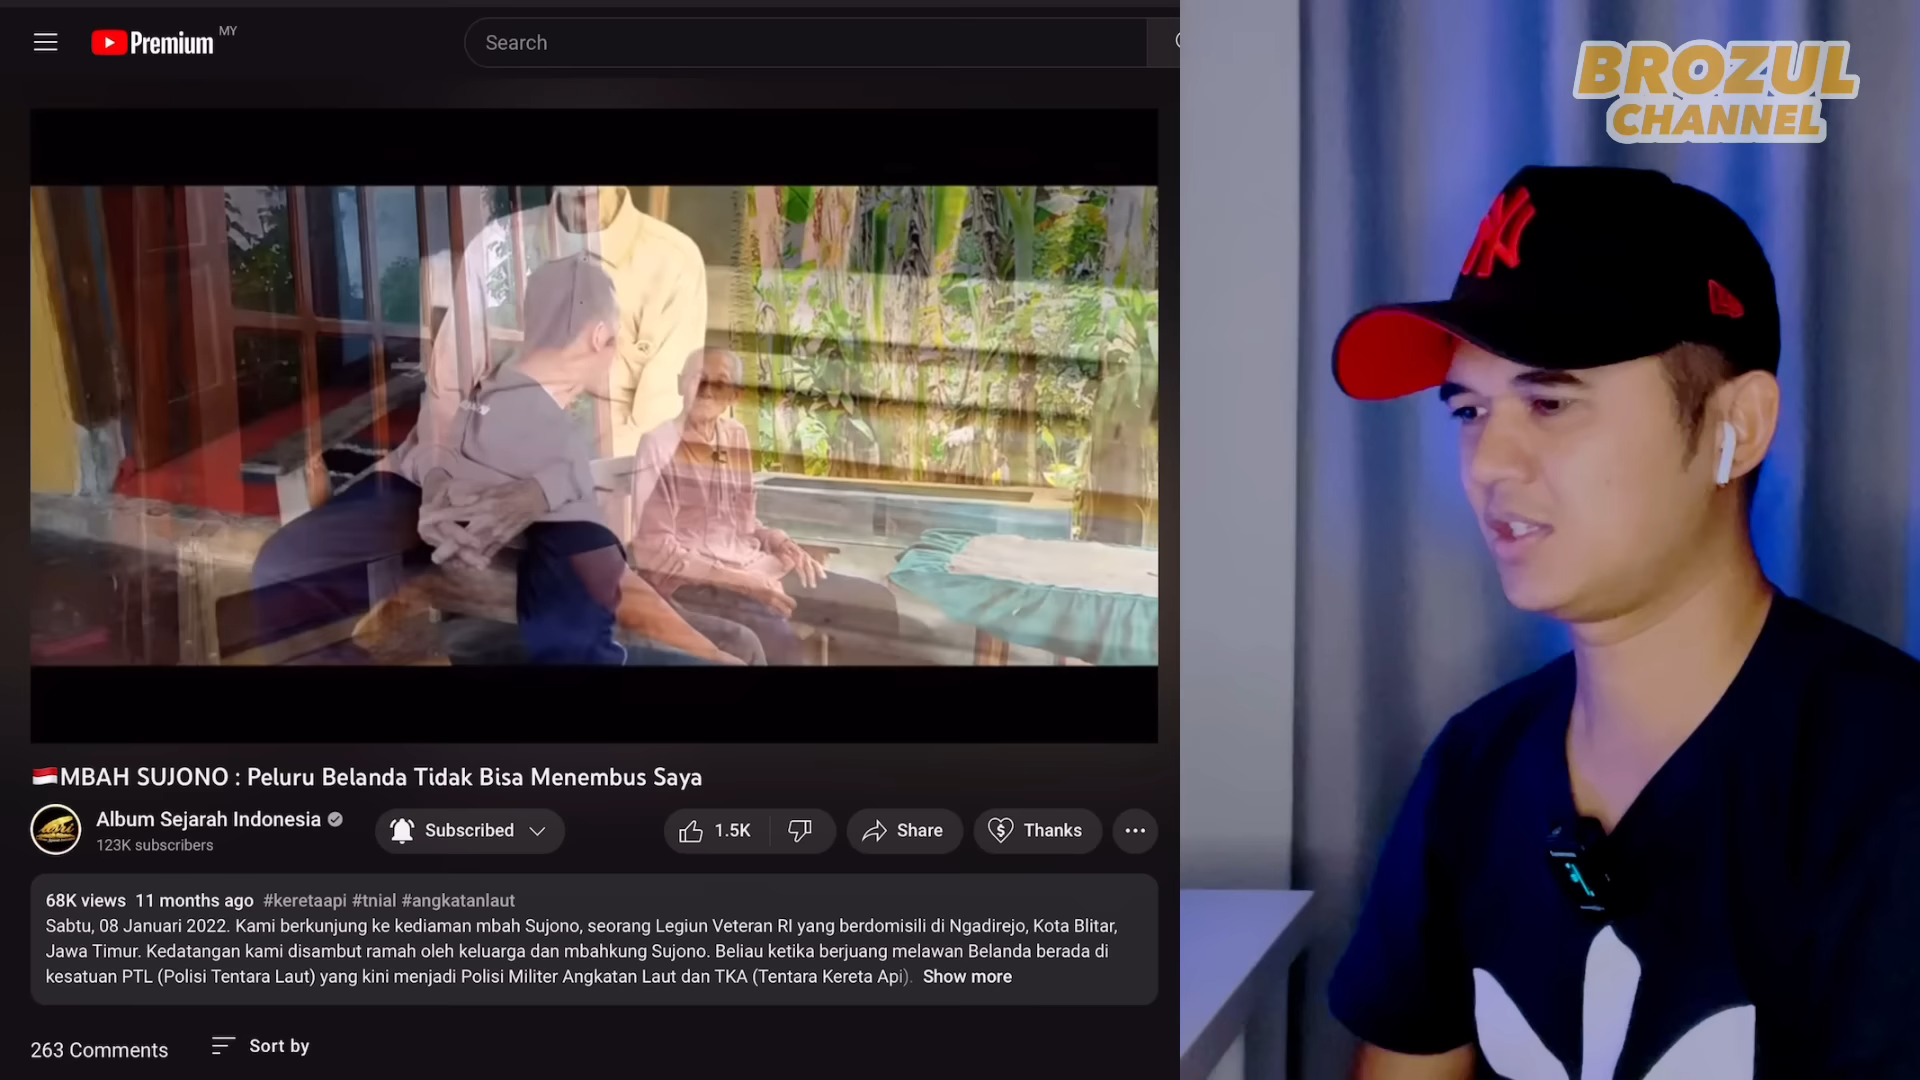 Premium MY
Search
BROZUL
CHANNEL
MBAH SUJONO : Peluru Belanda Tidak Bisa Menembus Saya
Album Sejarah Indonesia
123K subscribers
Subscribed
1.5K
Share
Thanks
68K views 11 months ago #keretaapi #tnial #angkatanlaut
Sabtu, 08 Januari 2022. Kami berkunjung ke kediaman mbah Sujono, seorang Legiun Veteran RI yang berdomisili di Ngadirejo, Kota Blitar,
Jawa Timur. Kedatangan kami disambut ramah oleh keluarga dan mbahkung Sujono. Beliau ketika berjuang melawan Belanda berada di
kesatuan PTL (Polisi Tentara Laut) yang kini menjadi Polisi Militer Angkatan Laut dan TKA (Tentara Kereta Api). Show more
263 Comments
Sort by
NY